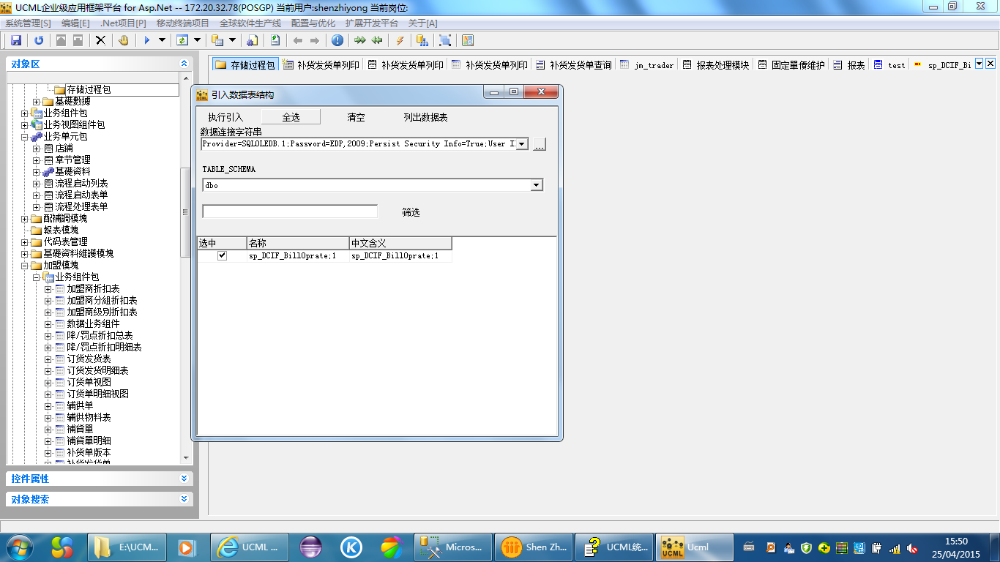 UCML企业级应用框架平台 for Asp.Net -- 172.20.32.78(POSGP) 当前用户:shenzhiyong 当前岗位:
系统管理[S] 编辑[E] .Net项目[P] 移动终端项目 全球软件生产线 配置与优化 扩展开发平台 关于[A]
对象区
存储过程包 补货发货单列印 补货发货单列印 补货发货单列印 补货发货单查询 jm_trader 报表处理模块 固定單價维护 报表 test sp_DCIF_Bi
存储过程包
基礎數據
业务组件包
业务视图组件包
业务单元包
店鋪
章节管理
基礎资料
流程启动列表
流程启动表单
流程处理表单
配補調模塊
報表模塊
代码表管理
基礎資料維護模塊
加盟模塊
业务组件包
加盟商折扣表
加盟商分組折扣表
加盟商級別折扣表
数据业务组件
降/罚点折扣总表
降/罚点折扣明细表
订货发货表
订货发货明细表
订货单视图
订货单明细视图
辅供单
辅供物料表
補貨單
補貨單明細
补货单版本
补货发货单
控件属性
对象搜索
引入数据表结构
执行引入 全选 清空 列出数据表
数据连接字符串
Provider=SQLOLEDB.1;Password=EDP,2009;Persist Security Info=True;User I
...
TABLE_SCHEMA
dbo
筛选
选中 名称 中文含义
sp_DCIF_BillOprate;1 sp_DCIF_BillOprate;1
E:\UCM... UCML ... Micros... Shen Zh... UCML统... Ucml
15:50
25/04/2015